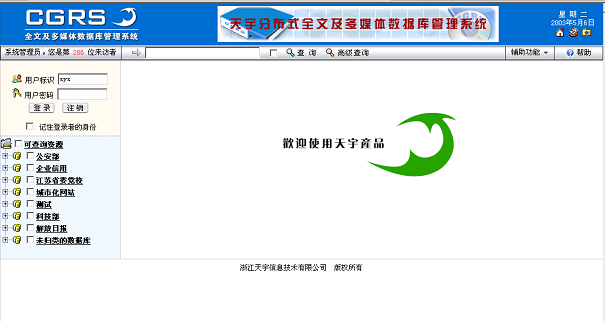 CGRS
全文及多媒体数据库管理系统
天宇分布式全文及多媒体数据库管理系统
星期二
2003年5月6日
系统管理员,您是第 286 位来访者
查询
高级查询
辅助功能
帮助
用户标识 xyx
用户密码
登录 注销
记住登录者的身份
可查询资源
公安部
企业信用
江苏省委党校
城市化网站
测试
科技部
解放日报
未归类的数据库
歡迎使用天宇産品
浙江天宇信息技术有限公司 版权所有